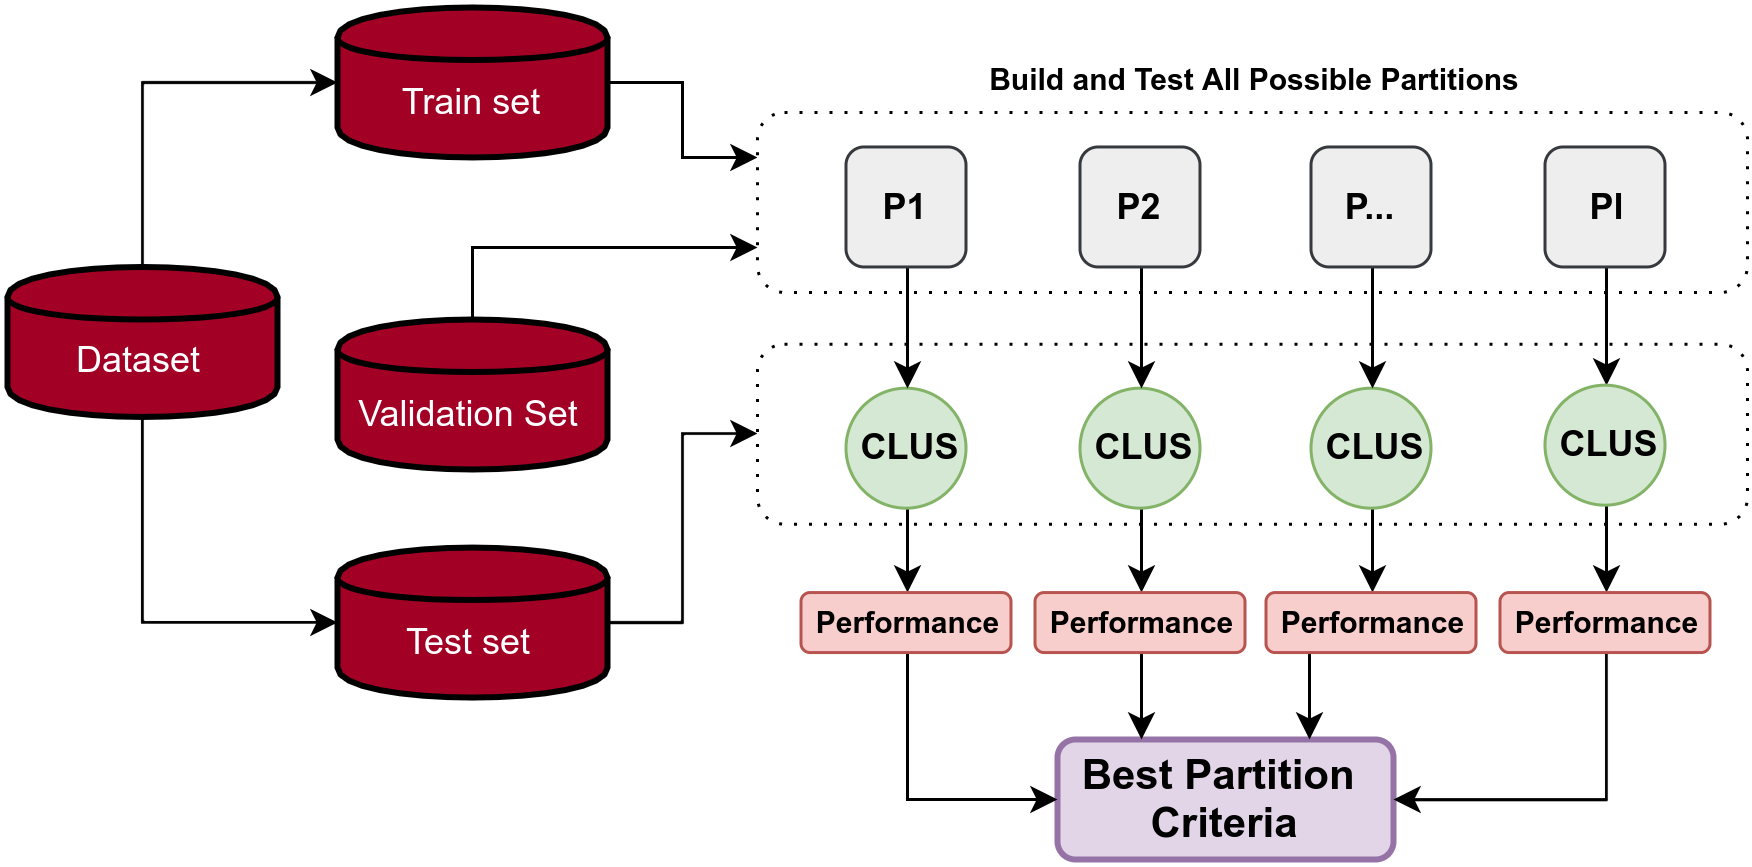 Train set
Build and Test All Possible Partitions
P1
P2
P...
Pl
Dataset
Validation Set
CLUS
CLUS
CLUS
CLUS
Test set
Performance
Performance
Performance
Performance
Best Partition
Criteria